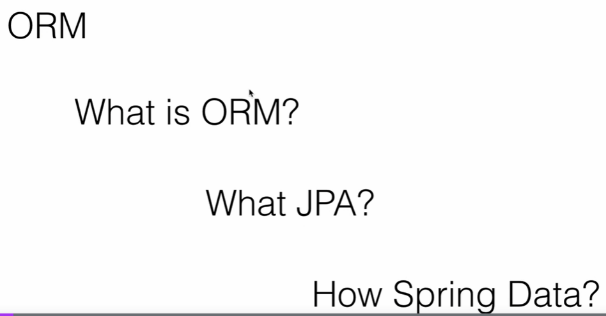 ORM
What is ORM?
What JPA?
How Spring Data?